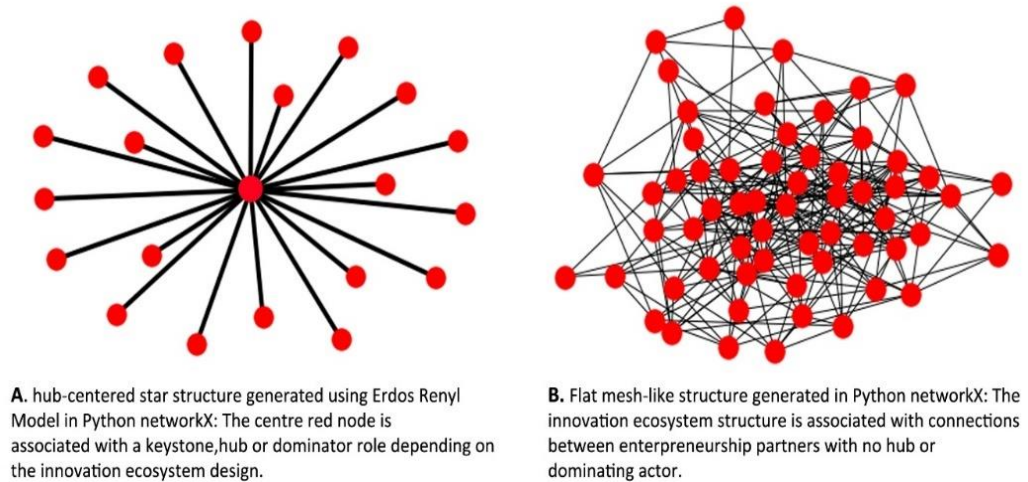 A. hub-centered star structure generated using Erdos Renyl
Model in Python networkX: The centre red node is
associated with a keystone,hub or dominator role depending on
the innovation ecosystem design.
B. Flat mesh-like structure generated in Python networkX: The
innovation ecosystem structure is associated with connections
between enterpreneurship partners with no hub or
dominating actor.